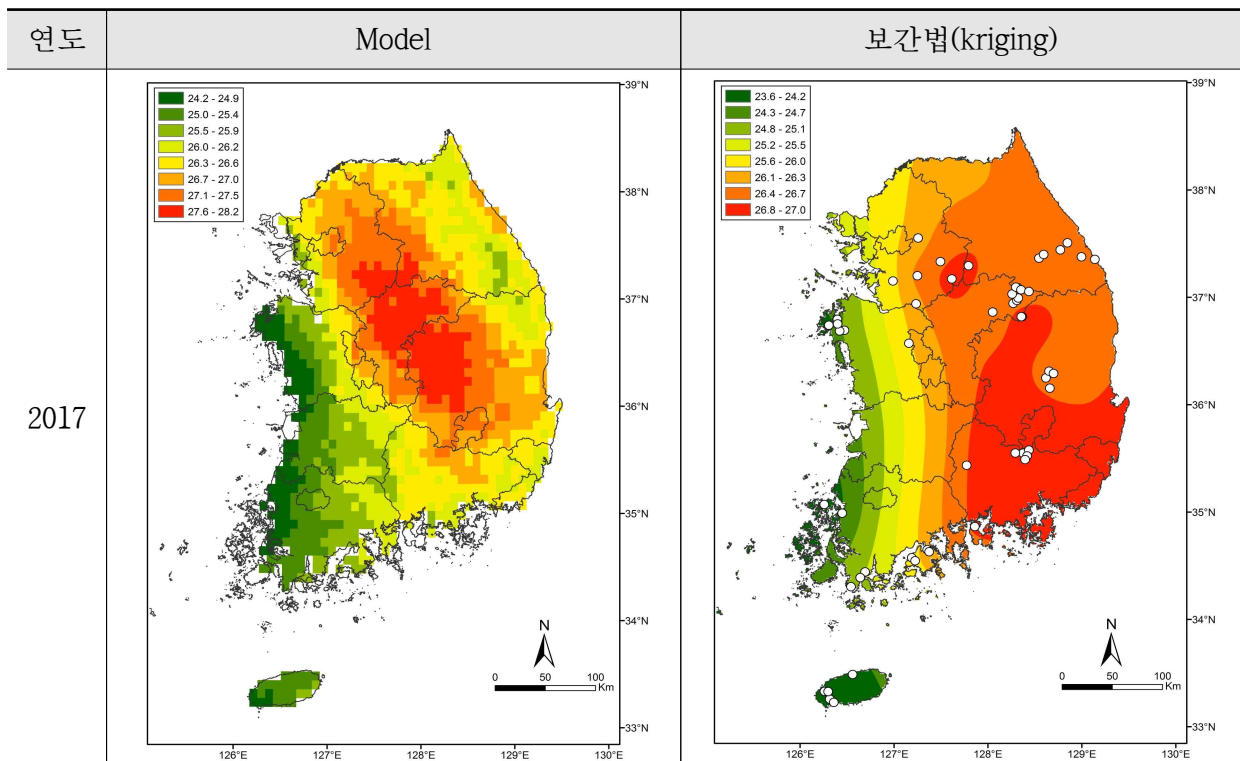 연도
Model
보간법(kriging)
2017
24.2 - 24.9
25.0 - 25.4
25.5 - 25.9
26.0 - 26.2
26.3 - 26.6
26.7 - 27.0
27.1 - 27.5
27.6 - 28.2
39°N
38°N
37°N
36°N
35°N
34°N
33°N
N
0 50 100
Km
126°E 127°E 128°E 129°E 130°E
23.6 - 24.2
24.3 - 24.7
24.8 - 25.1
25.2 - 25.5
25.6 - 26.0
26.1 - 26.3
26.4 - 26.7
26.8 - 27.0
39°N
38°N
37°N
36°N
35°N
34°N
33°N
N
0 50 100
Km
126°E 127°E 128°E 129°E 130°E